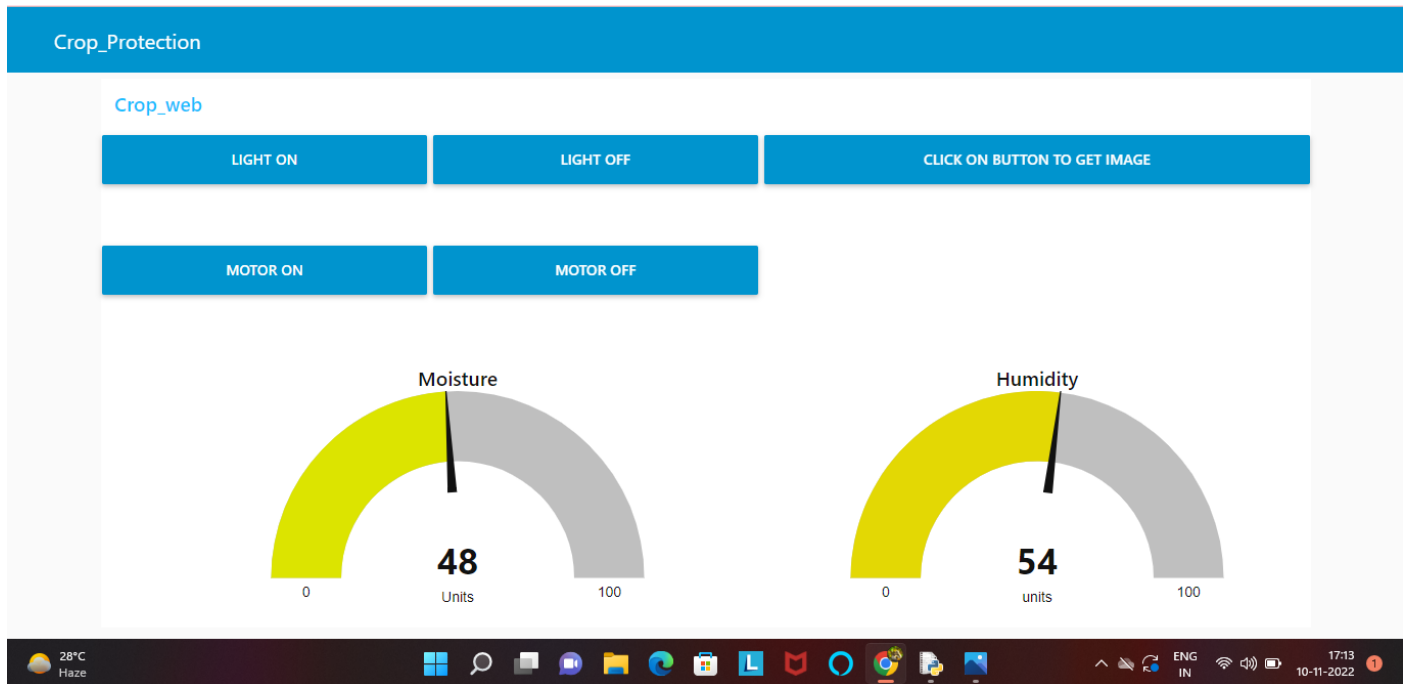 Crop_Protection
Crop_web
LIGHT ON
LIGHT OFF
CLICK ON BUTTON TO GET IMAGE
MOTOR ON
MOTOR OFF
Moisture
48
Units
0
100
Humidity
54
units
0
100
28°C
Haze
L
ENG
IN
17:13
10-11-2022
1